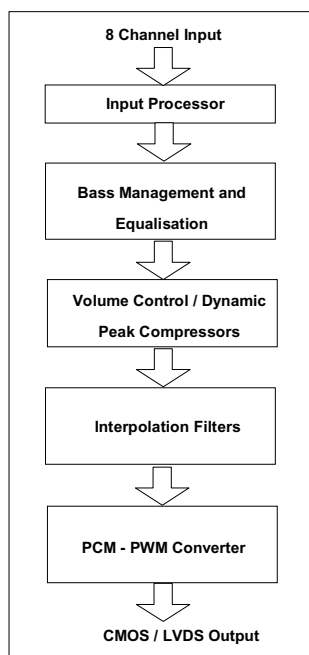 8 Channel Input
Input Processor
Bass Management and
Equalisation
Volume Control / Dynamic
Peak Compressors
Interpolation Filters
PCM - PWM Converter
CMOS / LVDS Output